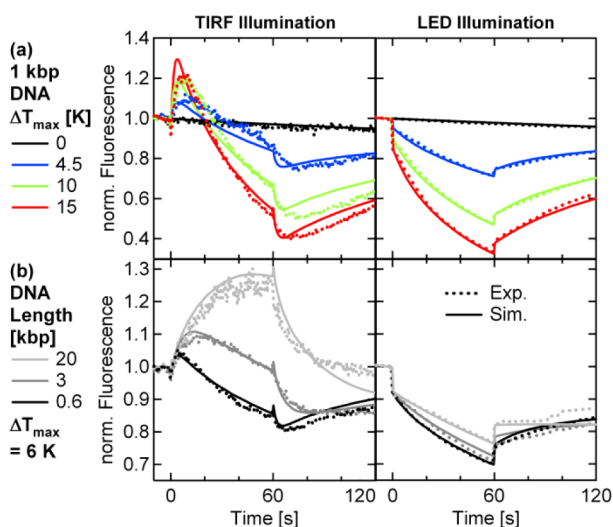 TIRF Illumination LED Illumination
(a)
1 kbp
DNA
ΔTmax [K]
0
4.5
10
15
norm. Fluorescence
1.4
1.2
1.0
0.8
0.6
0.4
(b)
DNA
Length
[kbp]
20
3
0.6
ΔTmax
= 6 K
norm. Fluorescence
1.3
1.2
1.1
1.0
0.9
0.8
0.7
Exp.
Sim.
0 60 120 0 60 120
Time [s] Time [s]